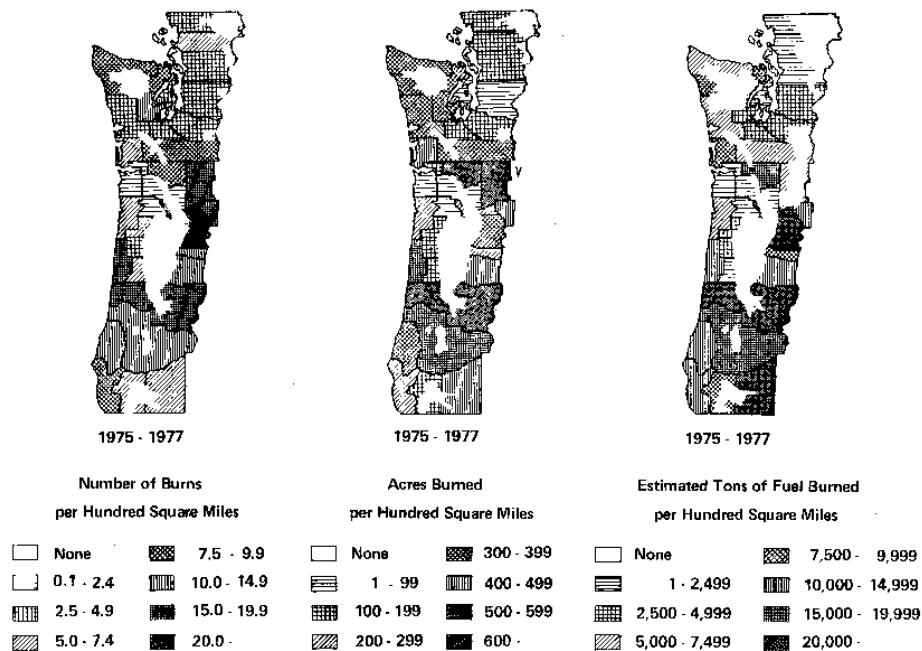 1975 - 1977
Number of Burns
per Hundred Square Miles
None
0.1 - 2.4
2.5 - 4.9
5.0 - 7.4
7.5 - 9.9
10.0 - 14.9
15.0 - 19.9
20.0 -
1975 - 1977
Acres Burned
per Hundred Square Miles
None
1 - 99
100 - 199
200 - 299
300 - 399
400 - 499
500 - 599
600 -
1975 - 1977
Estimated Tons of Fuel Burned
per Hundred Square Miles
None
1 - 2,499
2,500 - 4,999
5,000 - 7,499
7,500 - 9,999
10,000 - 14,999
15,000 - 19,999
20,000 -